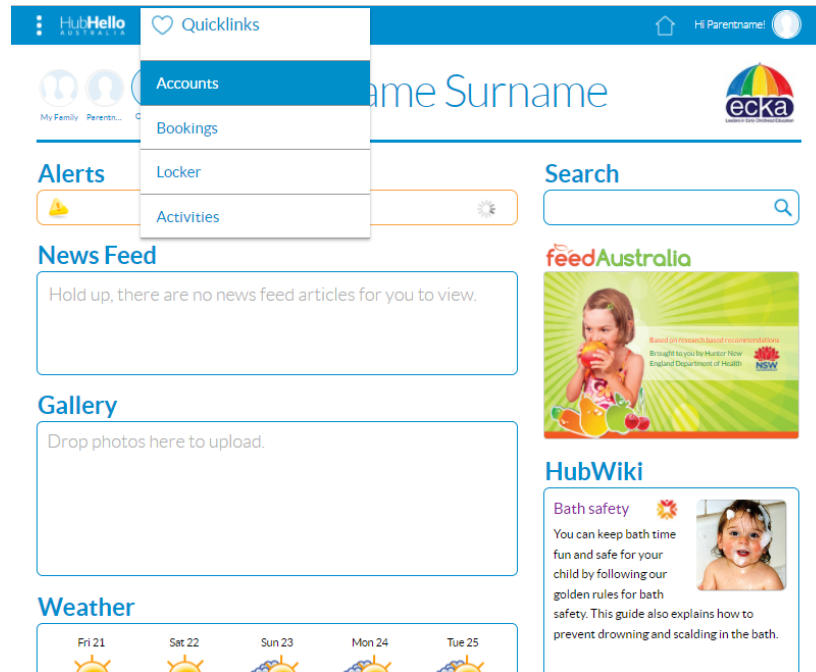 HubHello
AUSTRALIA
Quicklinks
Hi Parentname!
Accounts
Bookings
Locker
Activities
My Family
Parentn...
ame Surname
ecka
Leaders in Early Childhood Education
Alerts
Search
News Feed
Hold up, there are no news feed articles for you to view.
feedAustralia
Based on research based recommendations
Brought to you by Hunter New
England Department of Health
NSW
Gallery
Drop photos here to upload.
HubWiki
Bath safety
You can keep bath time
fun and safe for your
child by following our
golden rules for bath
safety. This guide also explains how to
prevent drowning and scalding in the bath.
Weather
Fri 21
Sat 22
Sun 23
Mon 24
Tue 25